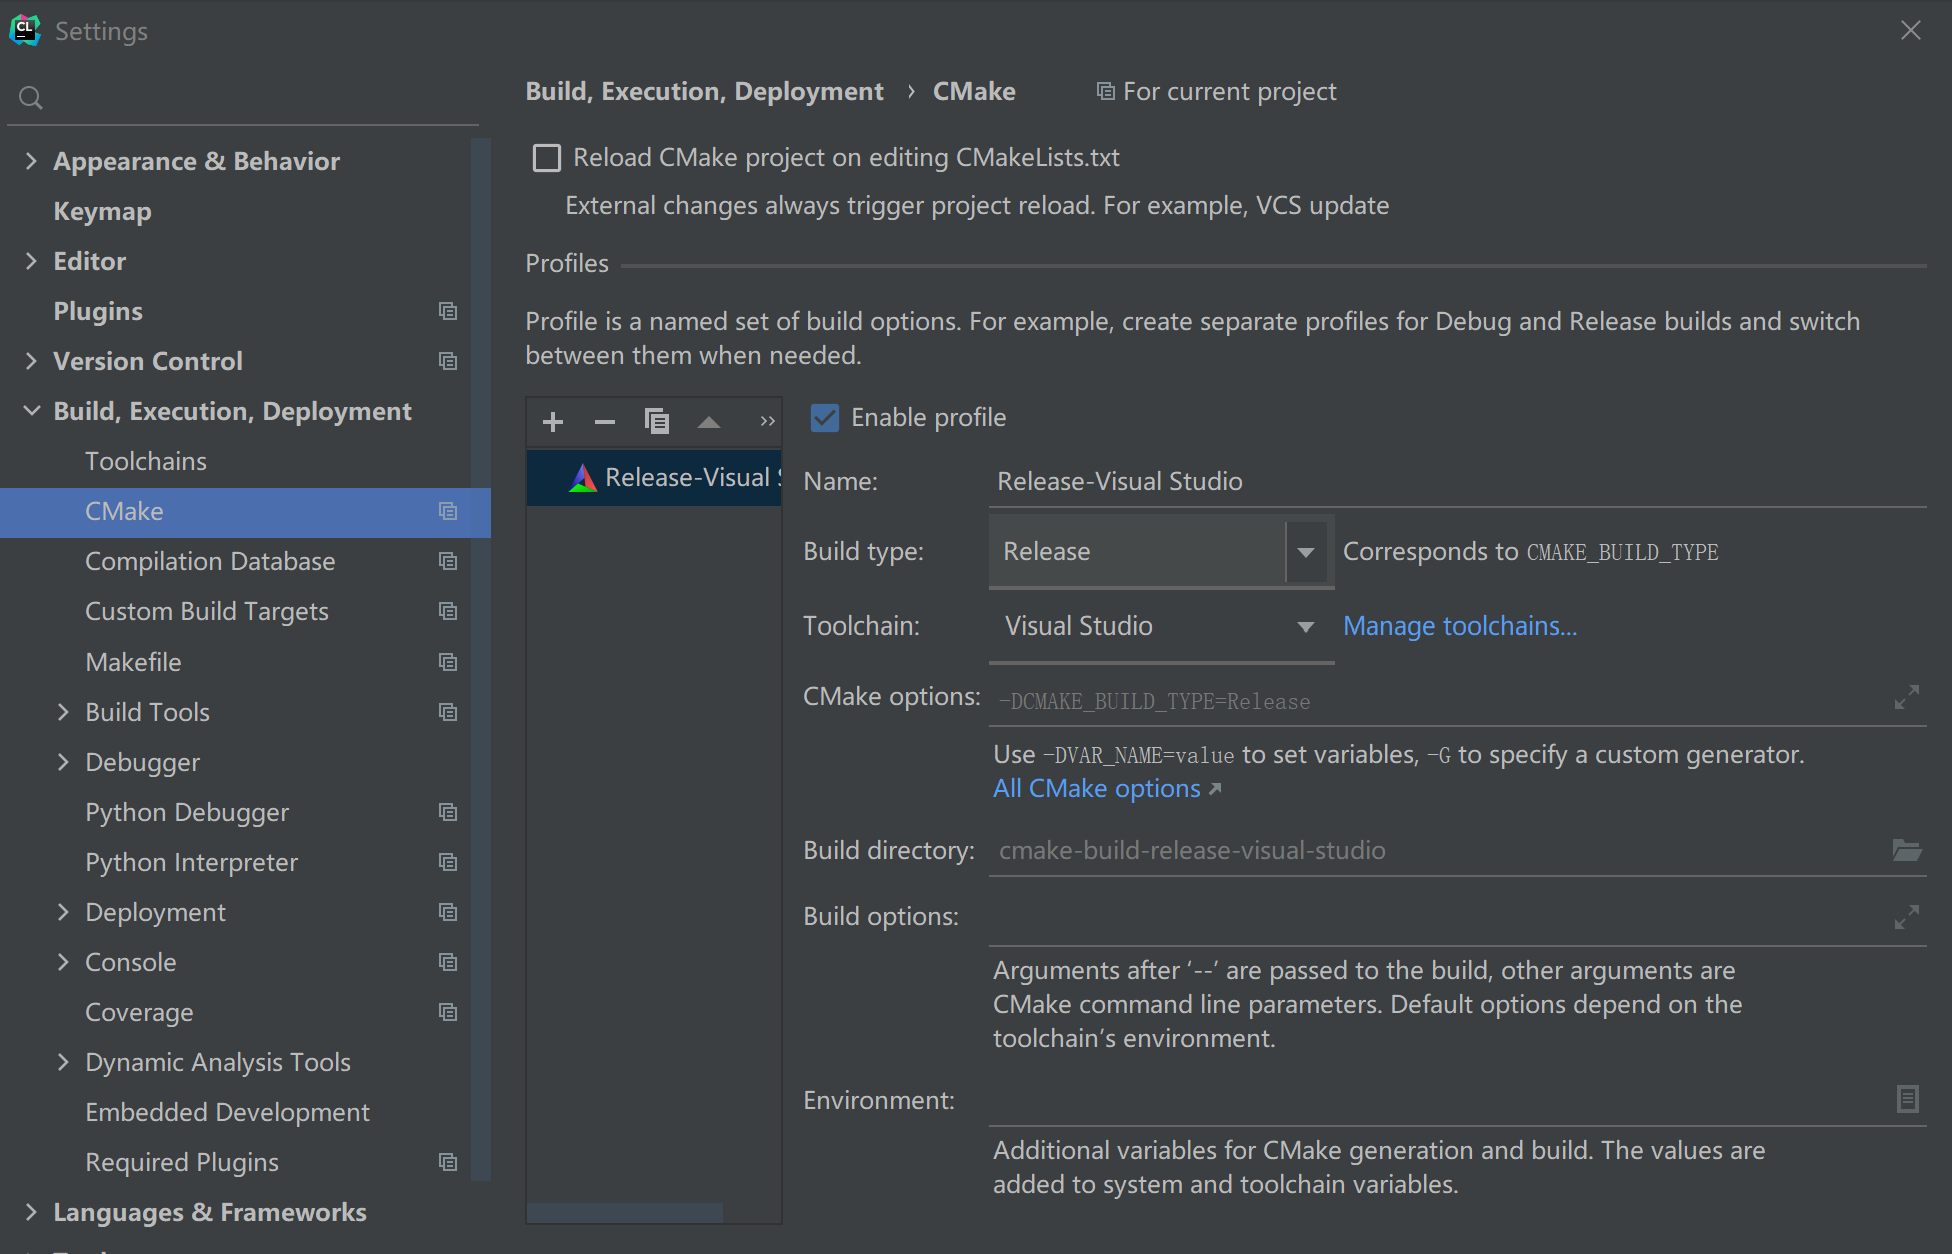 CL
Settings
Appearance & Behavior
Keymap
Editor
Plugins
Version Control
Build, Execution, Deployment
Toolchains
CMake
Compilation Database
Custom Build Targets
Makefile
Build Tools
Debugger
Python Debugger
Python Interpreter
Deployment
Console
Coverage
Dynamic Analysis Tools
Embedded Development
Required Plugins
Languages & Frameworks
Build, Execution, Deployment › CMake For current project
Reload CMake project on editing CMakeLists.txt
External changes always trigger project reload. For example, VCS update
Profiles
Profile is a named set of build options. For example, create separate profiles for Debug and Release builds and switch
between them when needed.
Release-Visual
Enable profile
Name: Release-Visual Studio
Build type: Release Corresponds to CMAKE_BUILD_TYPE
Toolchain: Visual Studio Manage toolchains...
CMake options: -DCMAKE_BUILD_TYPE=Release
Use -DVAR_NAME=value to set variables, -G to specify a custom generator.
All CMake options
Build directory: cmake-build-release-visual-studio
Build options:
Arguments after ‘--’ are passed to the build, other arguments are
CMake command line parameters. Default options depend on the
toolchain’s environment.
Environment:
Additional variables for CMake generation and build. The values are
added to system and toolchain variables.